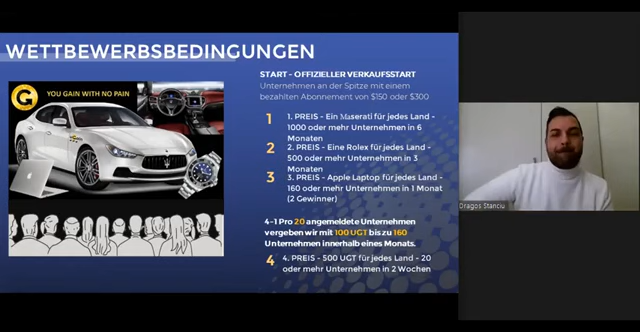 WETTBEWERBSBEDINGUNGEN
G
YOU GAIN WITH NO PAIN
START - OFFIZIELLER VERKAUFSSTART
Unternehmen an der Spitze mit einem
bezahlten Abonnement von $150 oder $300
1 1. PREIS - Ein Maserati für jedes Land -
1000 oder mehr Unternehmen in 6
Monaten
2 2. PREIS - Eine Rolex für jedes Land -
500 oder mehr Unternehmen in 3
Monaten
3 3. PREIS - Apple Laptop für jedes Land -
160 oder mehr Unternehmen in 1 Monat
(2 Gewinner)
4-1 Pro 20 angemeldete Unternehmen
vergeben wir mit 100 UGT bis zu 160
Unternehmen innerhalb eines Monats.
4 4. PREIS - 500 UGT für jedes Land - 20
oder mehr Unternehmen in 2 Wochen
Dragos Stanciu